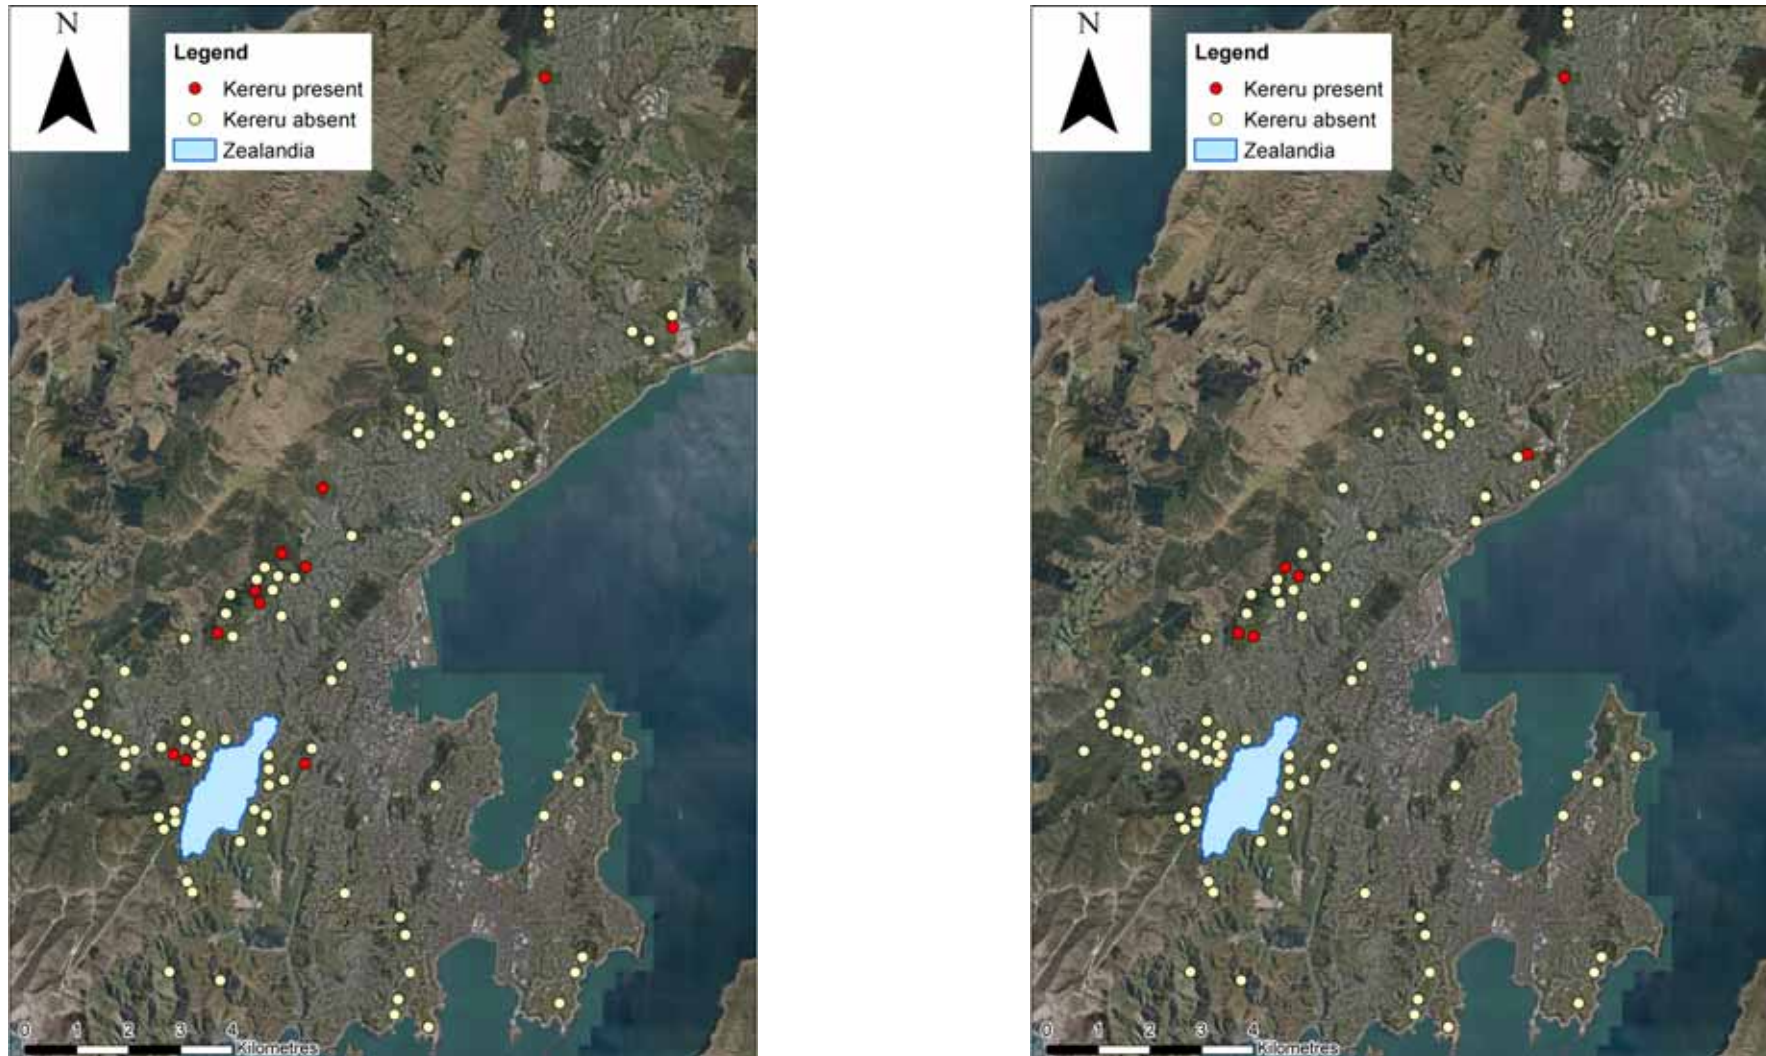 N
Legend
Kereru present
Kereru absent
Zealandia
0 1 2 3 4
Kilometres
N
Legend
Kereru present
Kereru absent
Zealandia
0 1 2 3 4
Kilometres